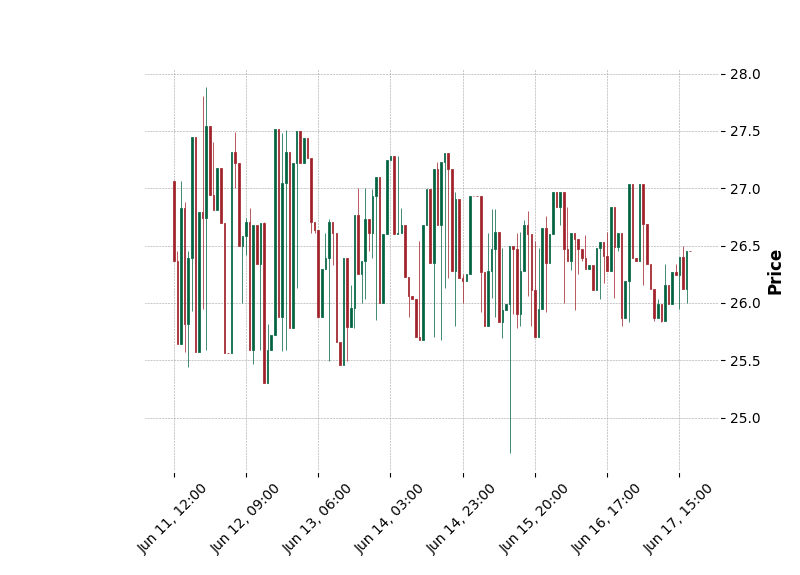 28.0
27.5
27.0
26.5
26.0
25.5
25.0
Price
Jun 11, 12:00
Jun 12, 09:00
Jun 13, 06:00
Jun 14, 03:00
Jun 14, 23:00
Jun 15, 20:00
Jun 16, 17:00
Jun 17, 15:00